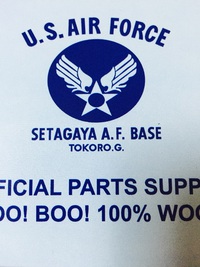 U.S. AIR FORCE
SETAGAYA A.F. BASE
TOKORO.G.
FICIAL PARTS SUPP
OO! BOO! 100% WOO